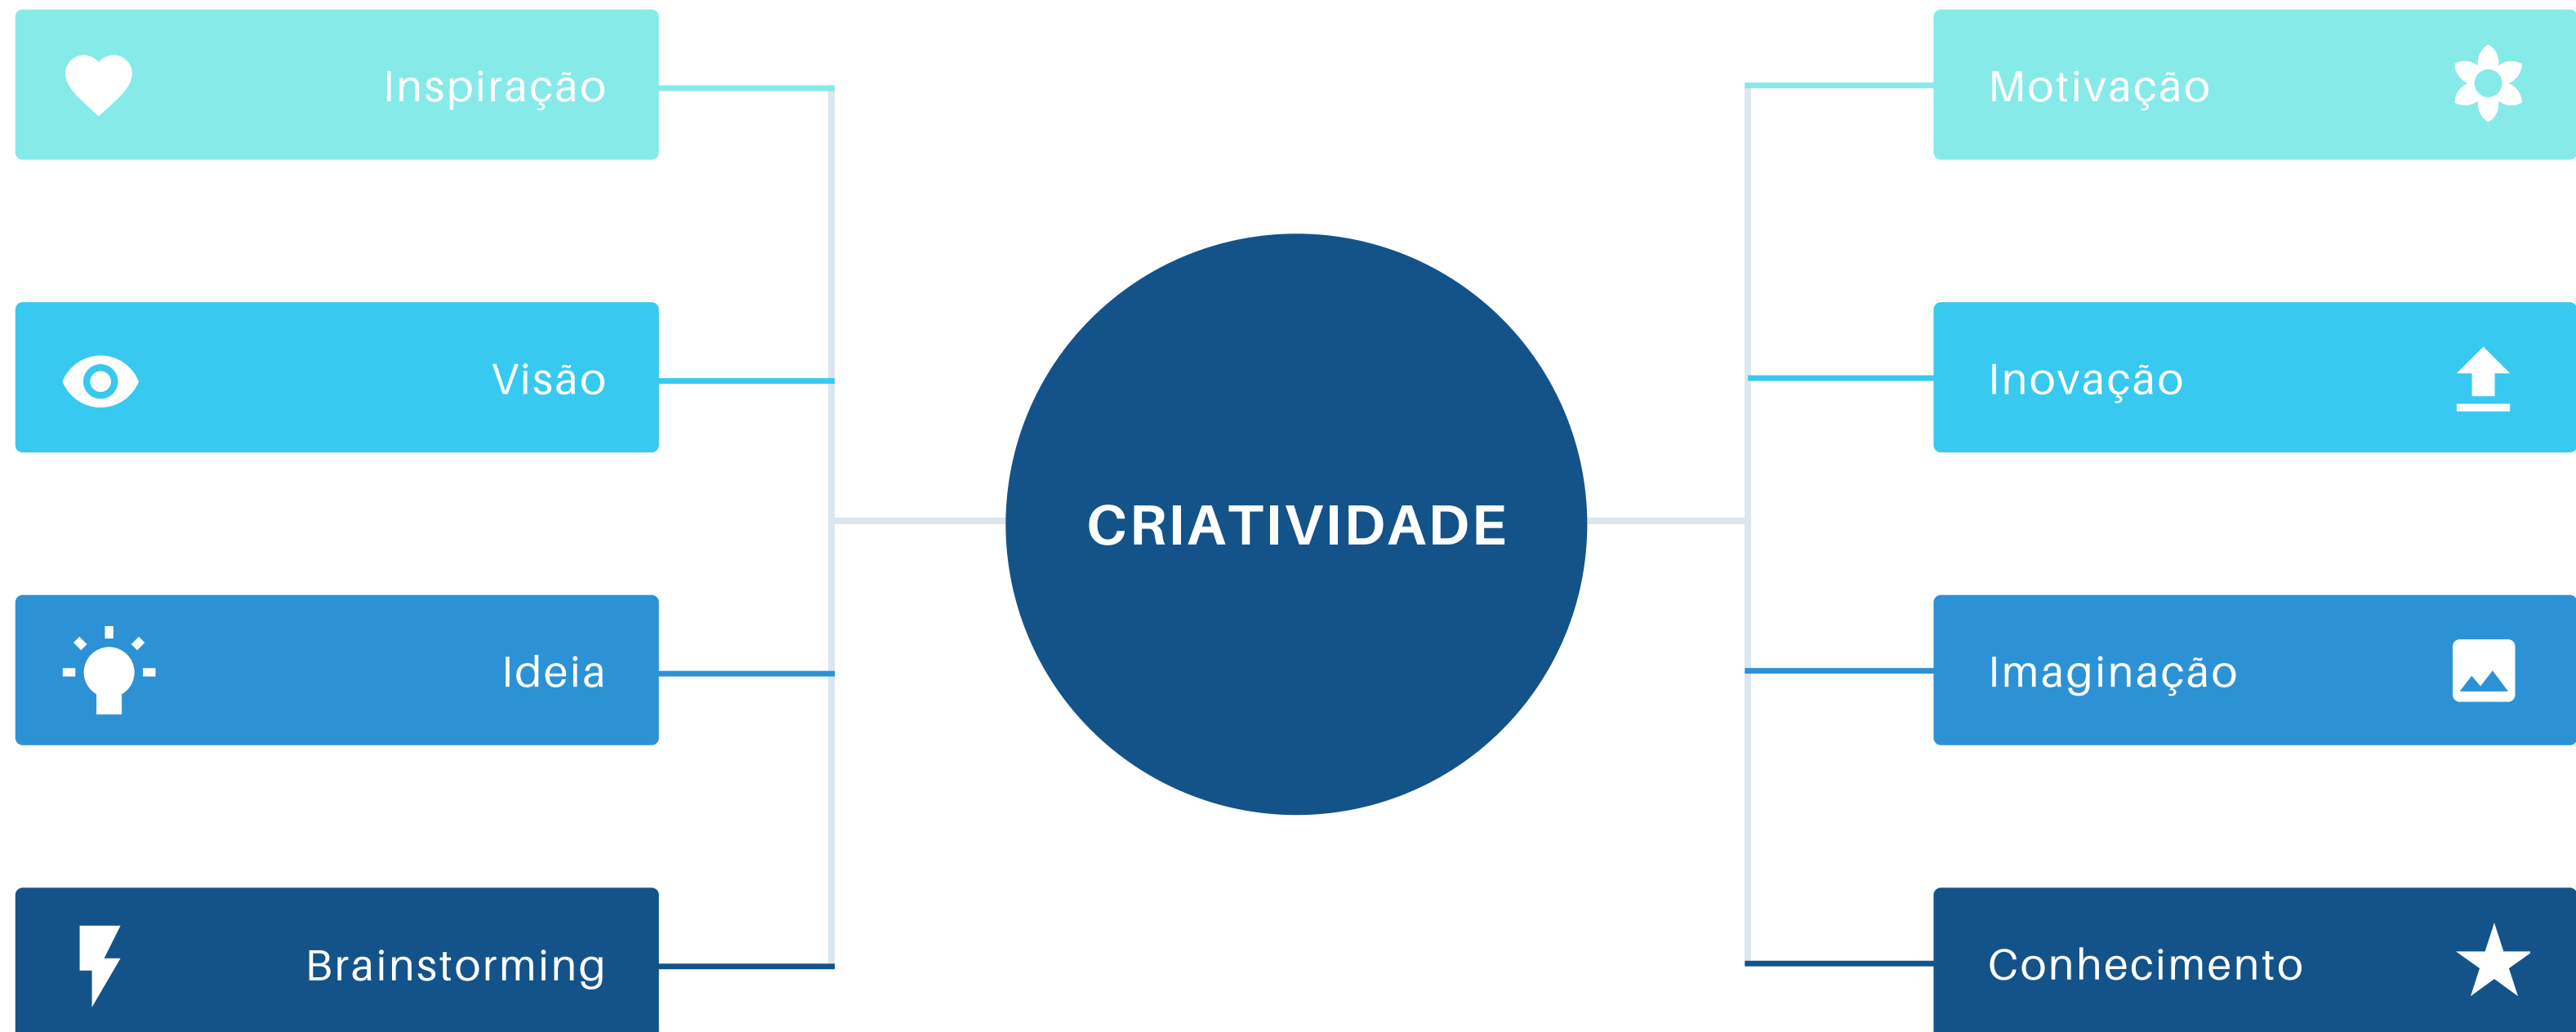 Inspiração
Visão
Ideia
Brainstorming
CRIATIVIDADE
Motivação
Inovação
Imaginação
Conhecimento